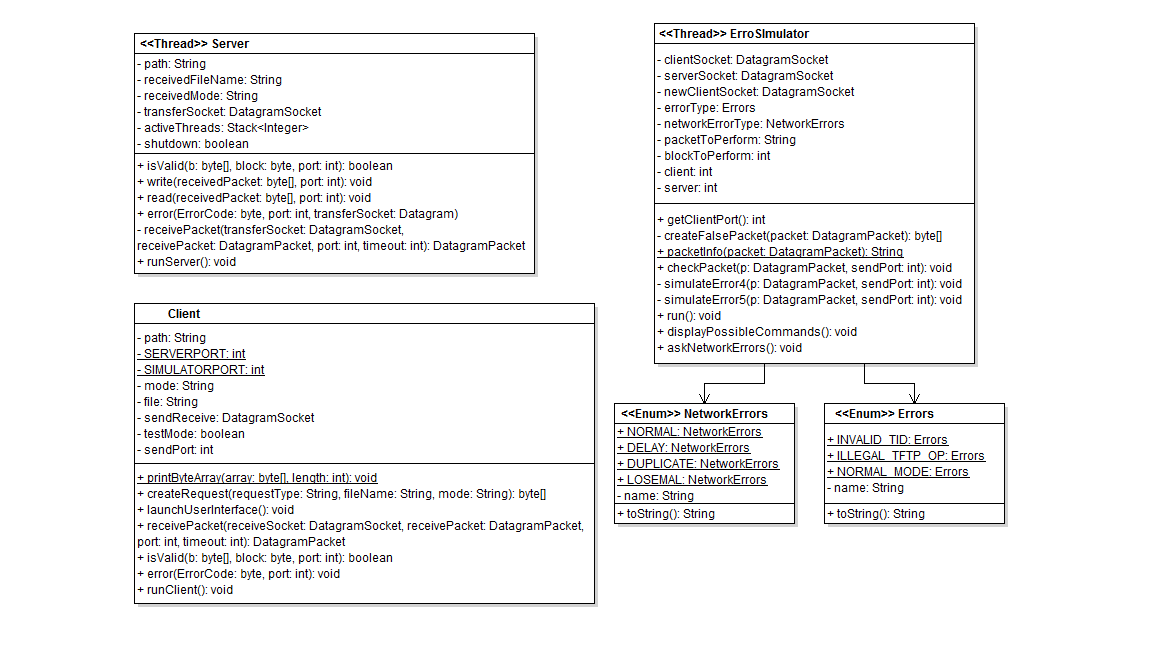 <<Thread>> Server
- path: String
- receivedFileName: String
- receivedMode: String
- transferSocket: DatagramSocket
- activeThreads: Stack<Integer>
- shutdown: boolean
+ isValid(b: byte[], block: byte, port: int): boolean
+ write(receivedPacket: byte[], port: int): void
+ read(receivedPacket: byte[], port: int): void
+ error(ErrorCode: byte, port: int, transferSocket: Datagram)
- receivePacket(transferSocket: DatagramSocket,
receivePacket: DatagramPacket, port: int, timeout: int): DatagramPacket
+ runServer(): void
Client
- path: String
- SERVERPORT: int
- SIMULATORPORT: int
- mode: String
- file: String
- sendReceive: DatagramSocket
- testMode: boolean
- sendPort: int
+ printByteArray(array: byte[], length: int): void
+ createRequest(requestType: String, fileName: String, mode: String): byte[]
+ launchUserInterface(): void
+ receivePacket(receiveSocket: DatagramSocket, receivePacket: DatagramPacket,
port: int, timeout: int): DatagramPacket
+ isValid(b: byte[], block: byte, port: int): boolean
+ error(ErrorCode: byte, port: int): void
+ runClient(): void
<<Thread>> ErroSImulator
- clientSocket: DatagramSocket
- serverSocket: DatagramSocket
- newClientSocket: DatagramSocket
- errorType: Errors
- networkErrorType: NetworkErrors
- packetToPerform: String
- blockToPerform: int
- client: int
- server: int
+ getClientPort(): int
- createFalsePacket(packet: DatagramPacket): byte[]
+ packetInfo(packet: DatagramPacket): String
+ checkPacket(p: DatagramPacket, sendPort: int): void
- simulateError4(p: DatagramPacket, sendPort: int): void
- simulateError5(p: DatagramPacket, sendPort: int): void
+ run(): void
+ displayPossibleCommands(): void
+ askNetworkErrors(): void
<<Enum>> NetworkErrors
+ NORMAL: NetworkErrors
+ DELAY: NetworkErrors
+ DUPLICATE: NetworkErrors
+ LOSEMAL: NetworkErrors
- name: String
+ toString(): String
<<Enum>> Errors
+ INVALID_TID: Errors
+ ILLEGAL_TFTP_OP: Errors
+ NORMAL_MODE: Errors
- name: String
+ toString(): String